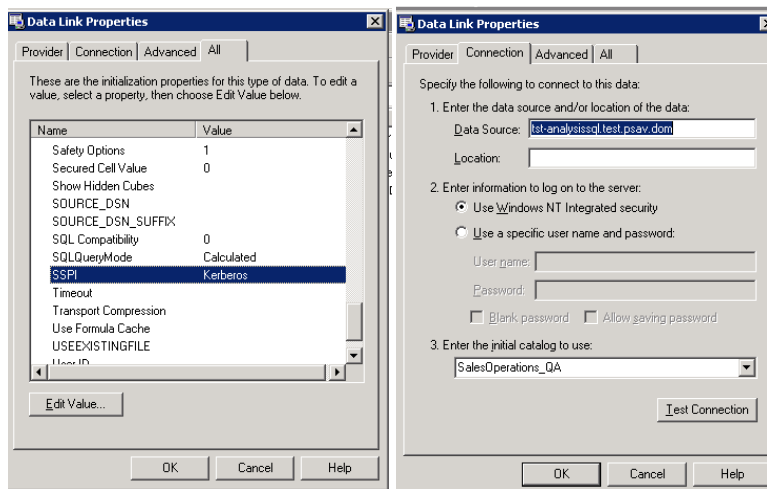 Data Link Properties
Provider Connection Advanced All
These are the initialization properties for this type of data. To edit a
value, select a property, then choose Edit Value below.
Name Value
Safety Options 1
Secured Cell Value 0
Show Hidden Cubes
SOURCE_DSN
SOURCE_DSN_SUFFIX
SQL Compatibility 0
SQLQueryMode Calculated
SSPI Kerberos
Timeout
Transport Compression
Use Formula Cache
USEEXISTINGFILE
User ID
Edit Value...
OK Cancel Help
Data Link Properties
Provider Connection Advanced All
Specify the following to connect to this data:
1. Enter the data source and/or location of the data:
Data Source: tst-analysissql.test.psav.dom
Location:
2. Enter information to log on to the server:
Use Windows NT Integrated security
Use a specific user name and password:
User name:
Password:
Blank password Allow saving password
3. Enter the initial catalog to use:
SalesOperations_QA
Test Connection
OK Cancel Help